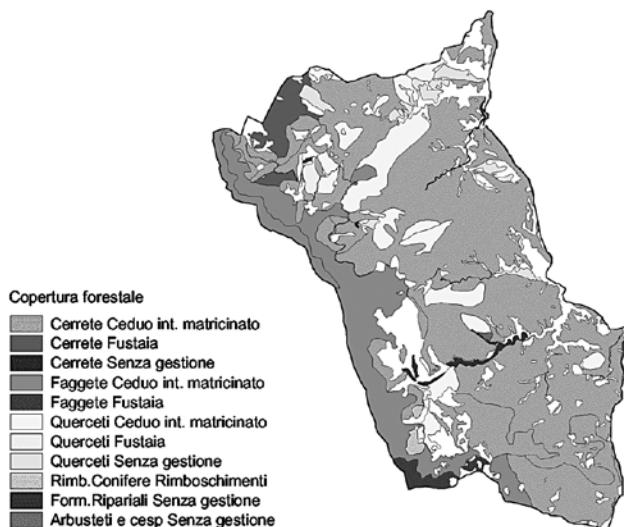 Copertura forestale
Cerrete Ceduo int. matricinato
Cerrete Fustaia
Cerrete Senza gestione
Faggete Ceduo int. matricinato
Faggete Fustaia
Querceti Ceduo int. matricinato
Querceti Fustaia
Querceti Senza gestione
Rimb.Conifere Rimboschimenti
Form.Ripariali Senza gestione
Arbusteti e cesp Senza gestione